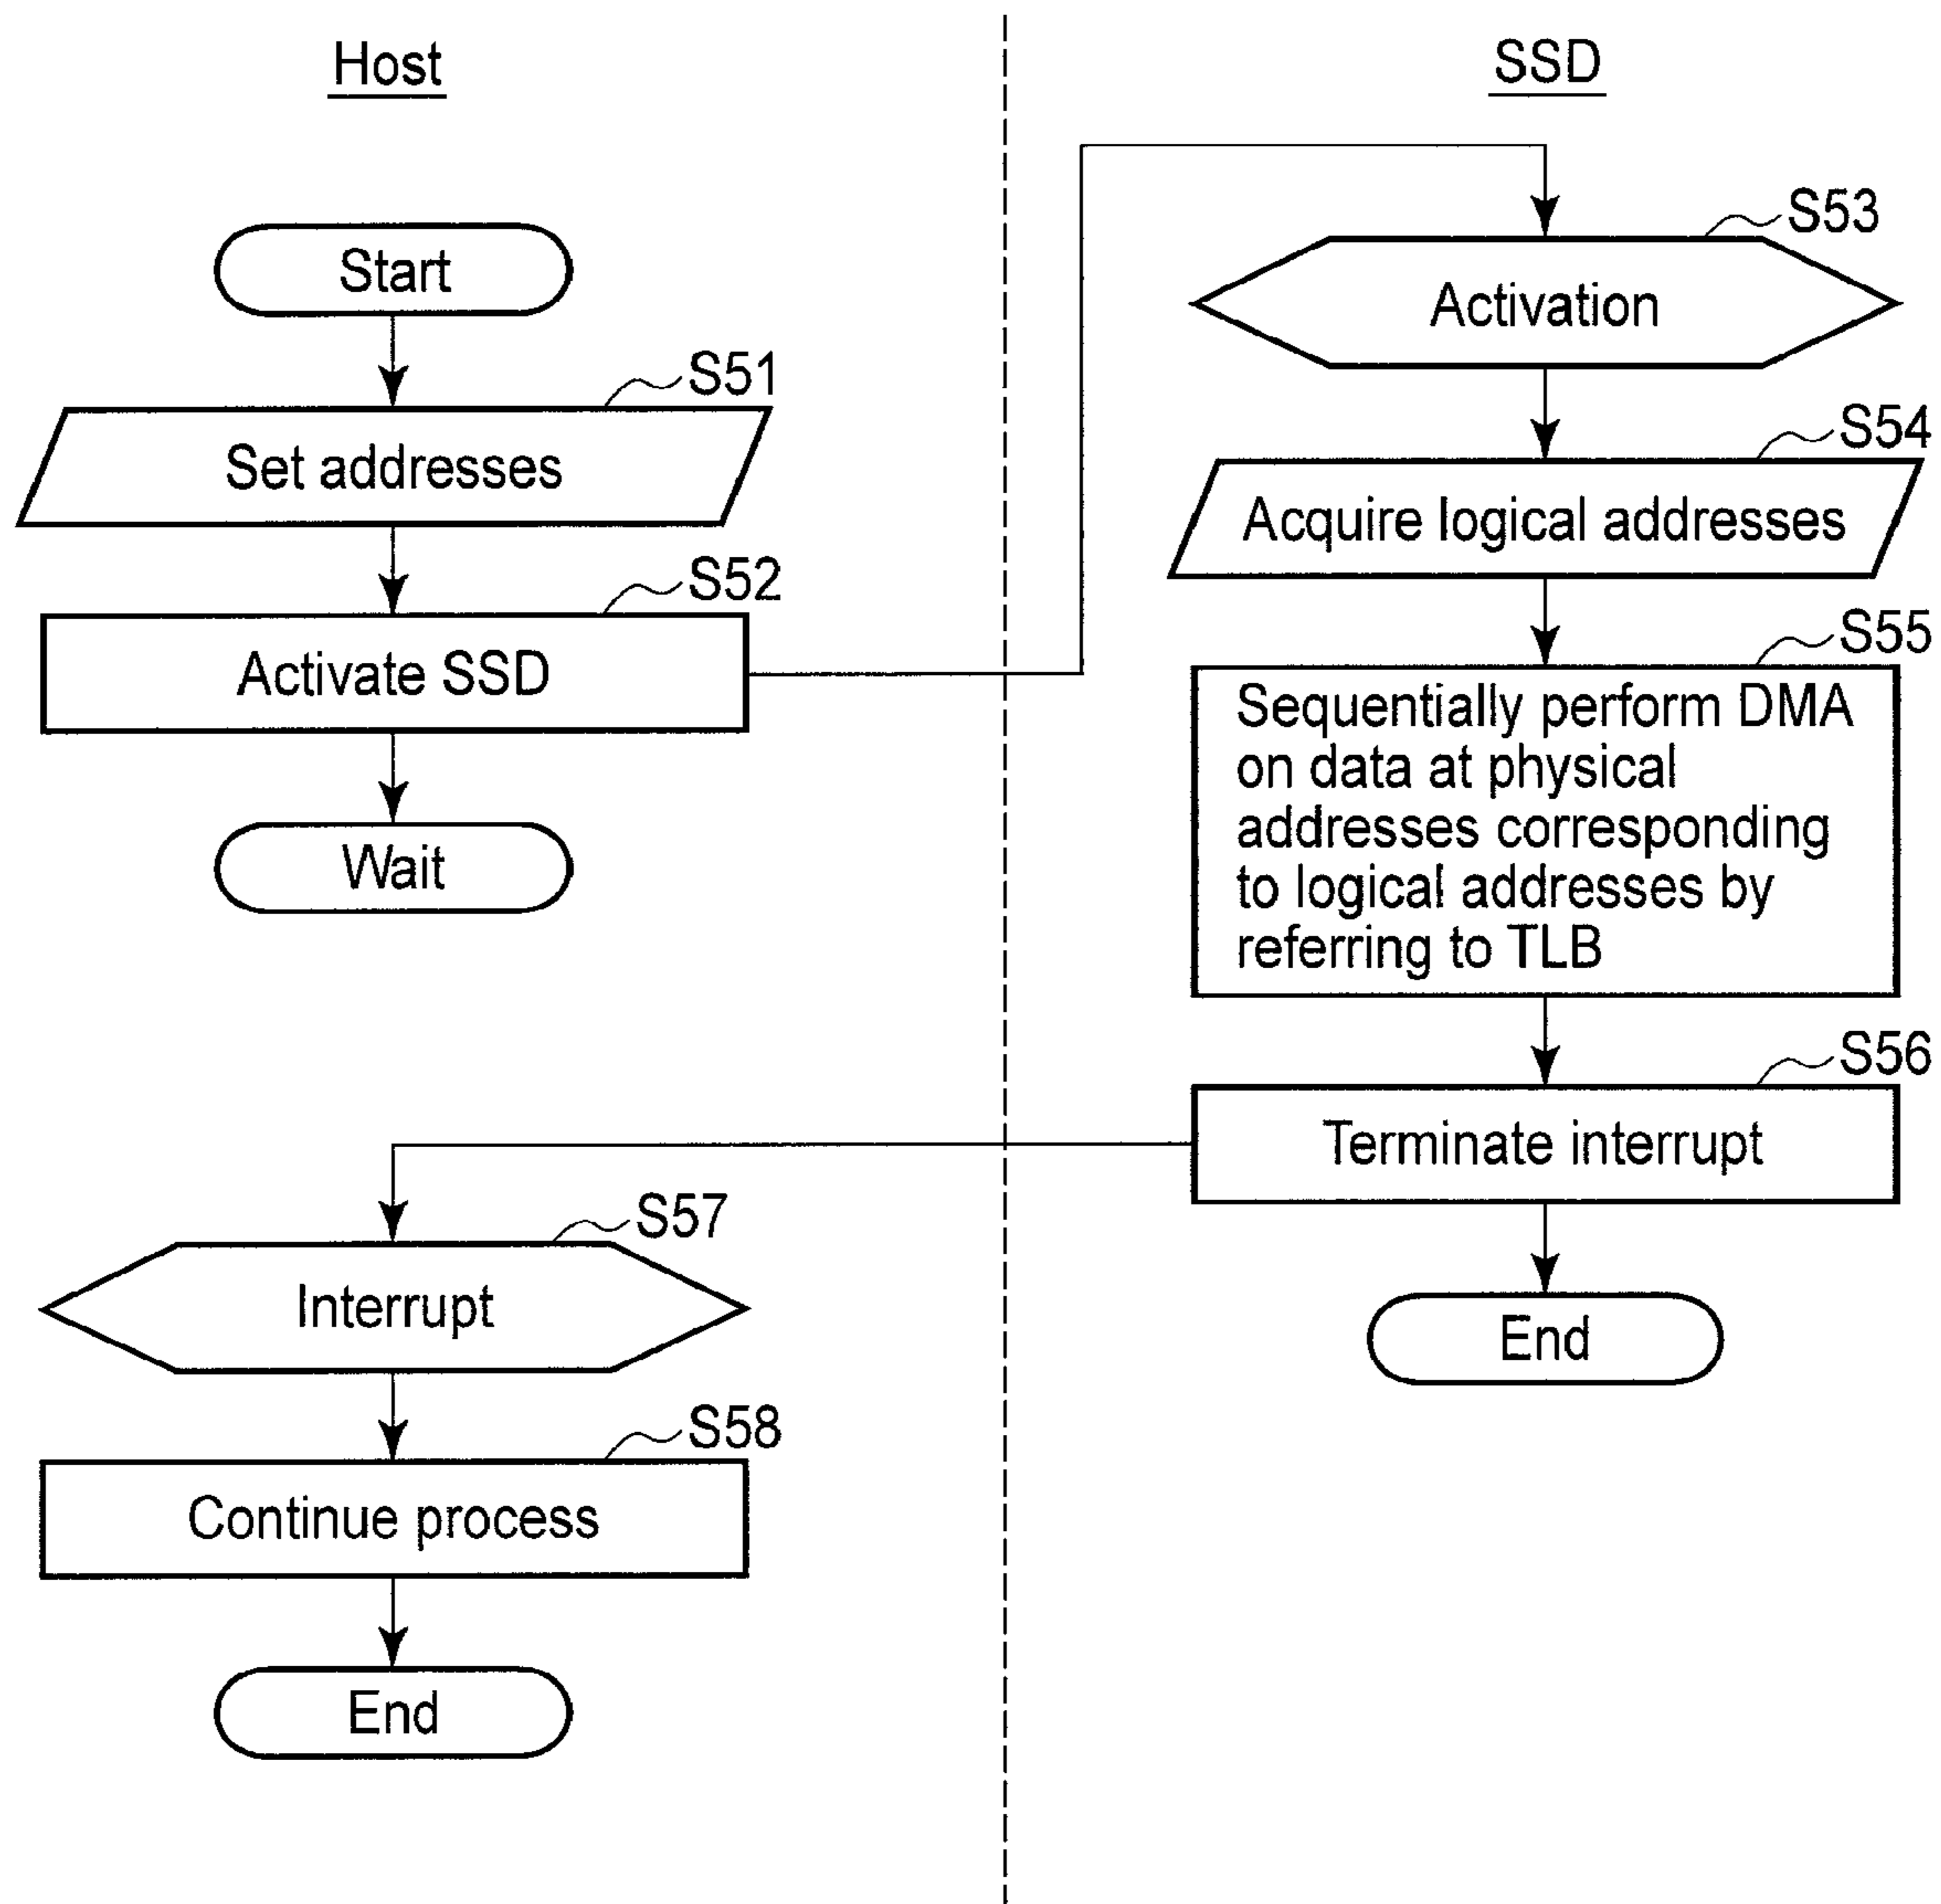 Host
Start
S51
Set addresses
S52
Activate SSD
Wait
S57
Interrupt
S58
Continue process
End
SSD
S53
Activation
S54
Acquire logical addresses
S55
Sequentially perform DMA
on data at physical
addresses corresponding
to logical addresses by
referring to TLB
S56
Terminate interrupt
End